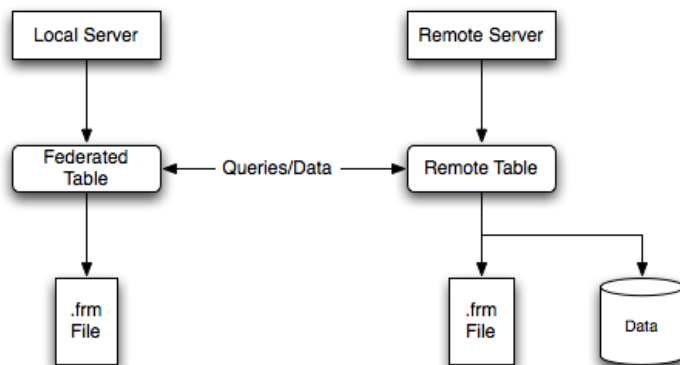 Local Server
Remote Server
Federated
Table
Queries/Data
Remote Table
.frm
File
.frm
File
Data